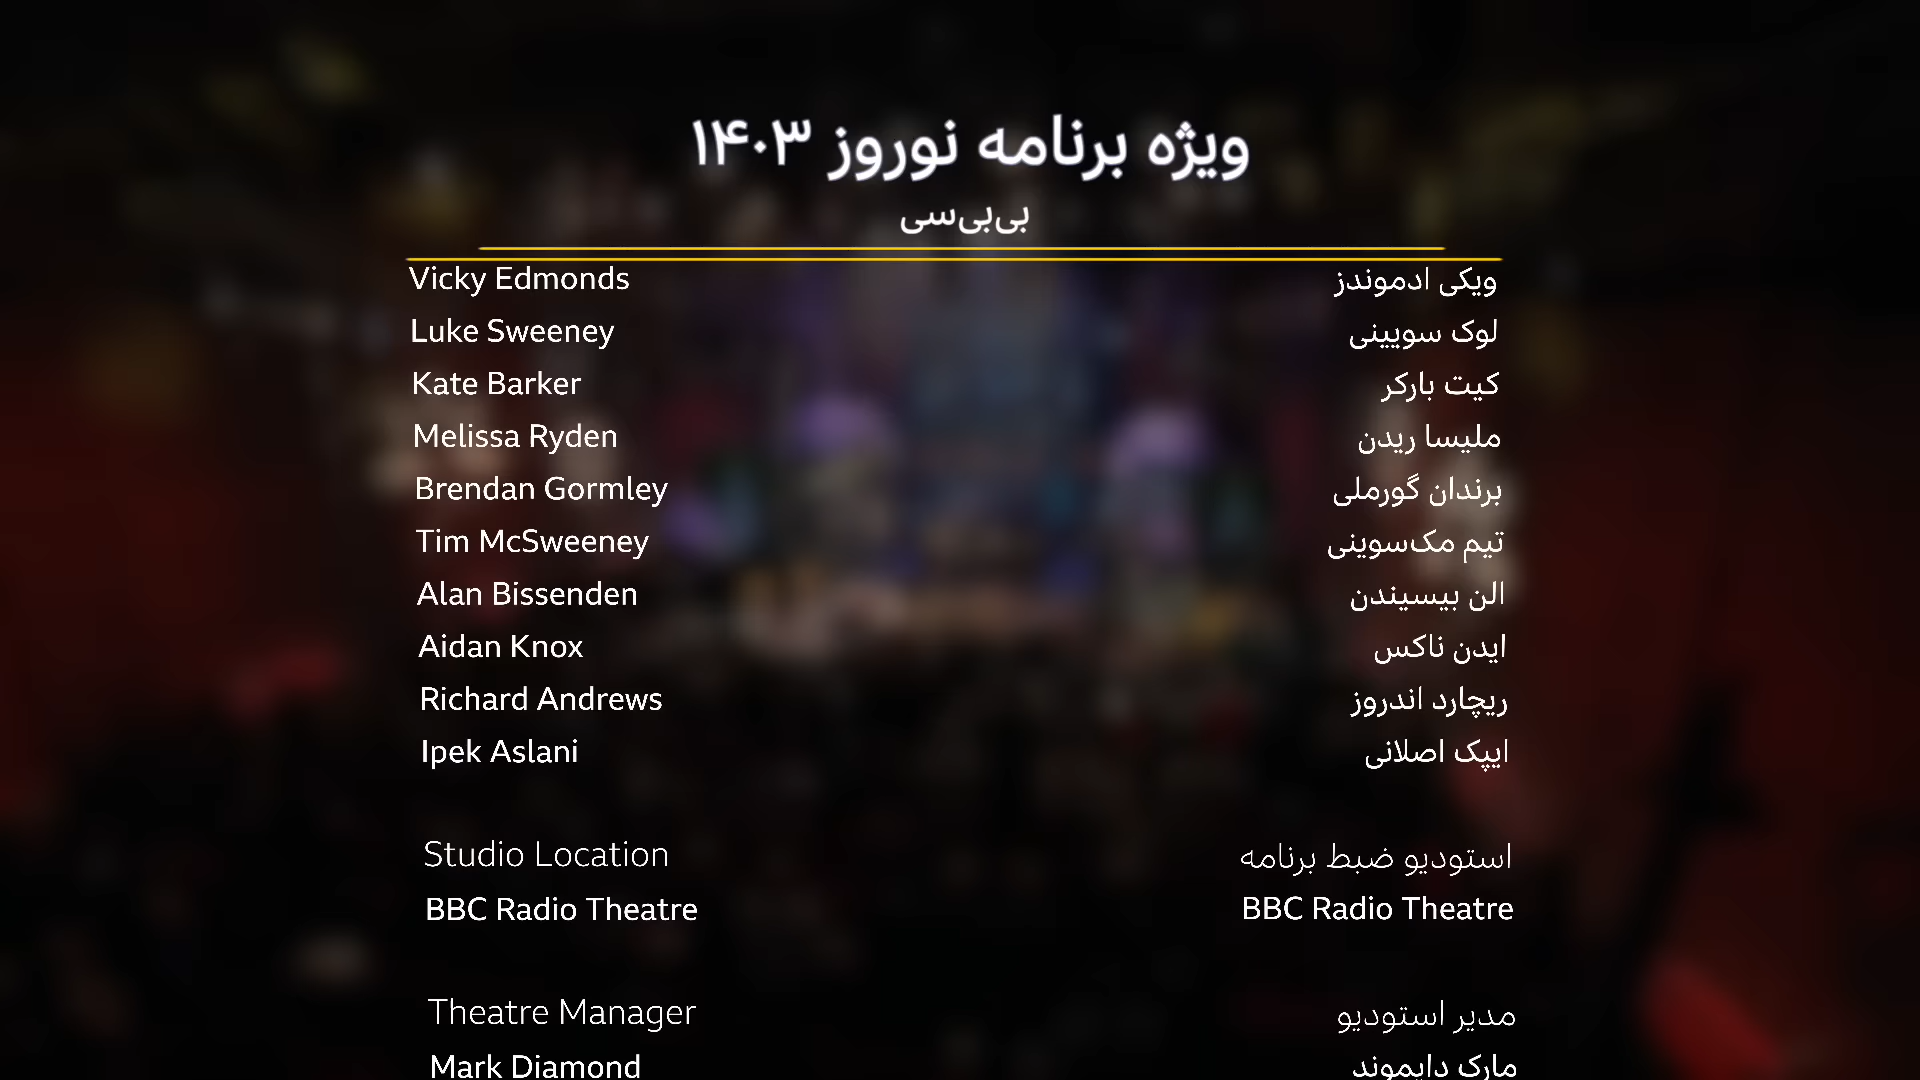 ویژه برنامه نوروز ۱۴۰۳
بی‌بی‌سی
Vicky Edmonds ویکی ادموندز
Luke Sweeney لوک سویینی
Kate Barker کیت بارکر
Melissa Ryden ملیسا ریدن
Brendan Gormley برندان گورملی
Tim McSweeney تیم مک‌سوینی
Alan Bissenden الن بیسیندن
Aidan Knox ایدن ناکس
Richard Andrews ریچارد اندروز
Ipek Aslani ایپک اصلانی
Studio Location استودیو ضبط برنامه
BBC Radio Theatre BBC Radio Theatre
Theatre Manager مدیر استودیو
Mark Diamond مارک دایموند